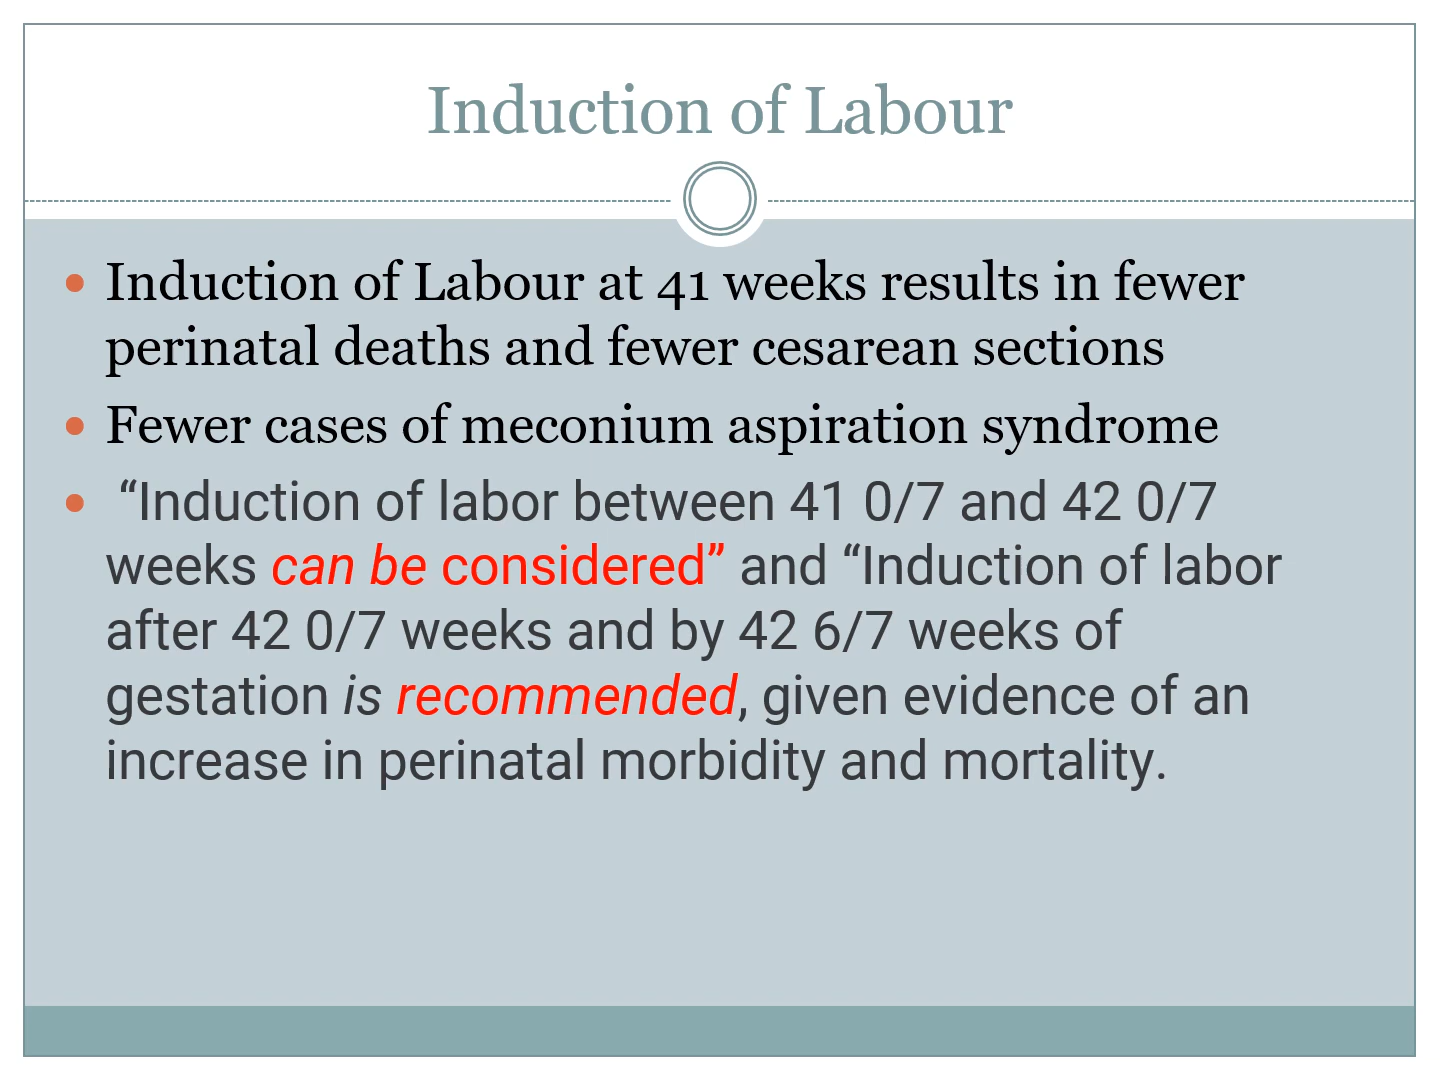 Induction of Labour
• Induction of Labour at 41 weeks results in fewer
perinatal deaths and fewer cesarean sections
• Fewer cases of meconium aspiration syndrome
• “Induction of labor between 41 0/7 and 42 0/7
weeks can be considered” and “Induction of labor
after 42 0/7 weeks and by 42 6/7 weeks of
gestation is recommended, given evidence of an
increase in perinatal morbidity and mortality.